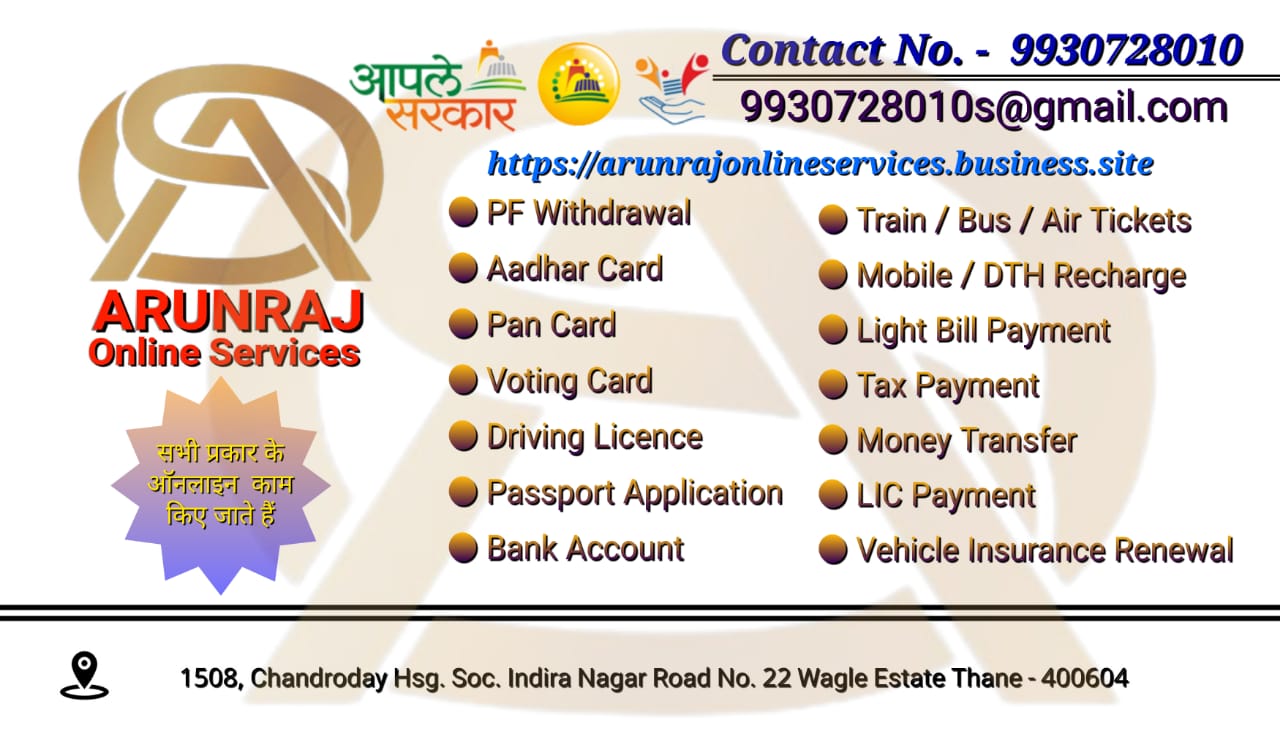 आपले
सरकार
Contact No. - 9930728010
9930728010s@gmail.com
https://arunrajonlineservices.business.site
ARUNRAJ
Online Services
सभी प्रकार के
ऑनलाइन काम
किए जाते हैं
PF Withdrawal
Aadhar Card
Pan Card
Voting Card
Driving Licence
Passport Application
Bank Account
Train / Bus / Air Tickets
Mobile / DTH Recharge
Light Bill Payment
Tax Payment
Money Transfer
LIC Payment
Vehicle Insurance Renewal
1508, Chandroday Hsg. Soc. Indira Nagar Road No. 22 Wagle Estate Thane - 400604